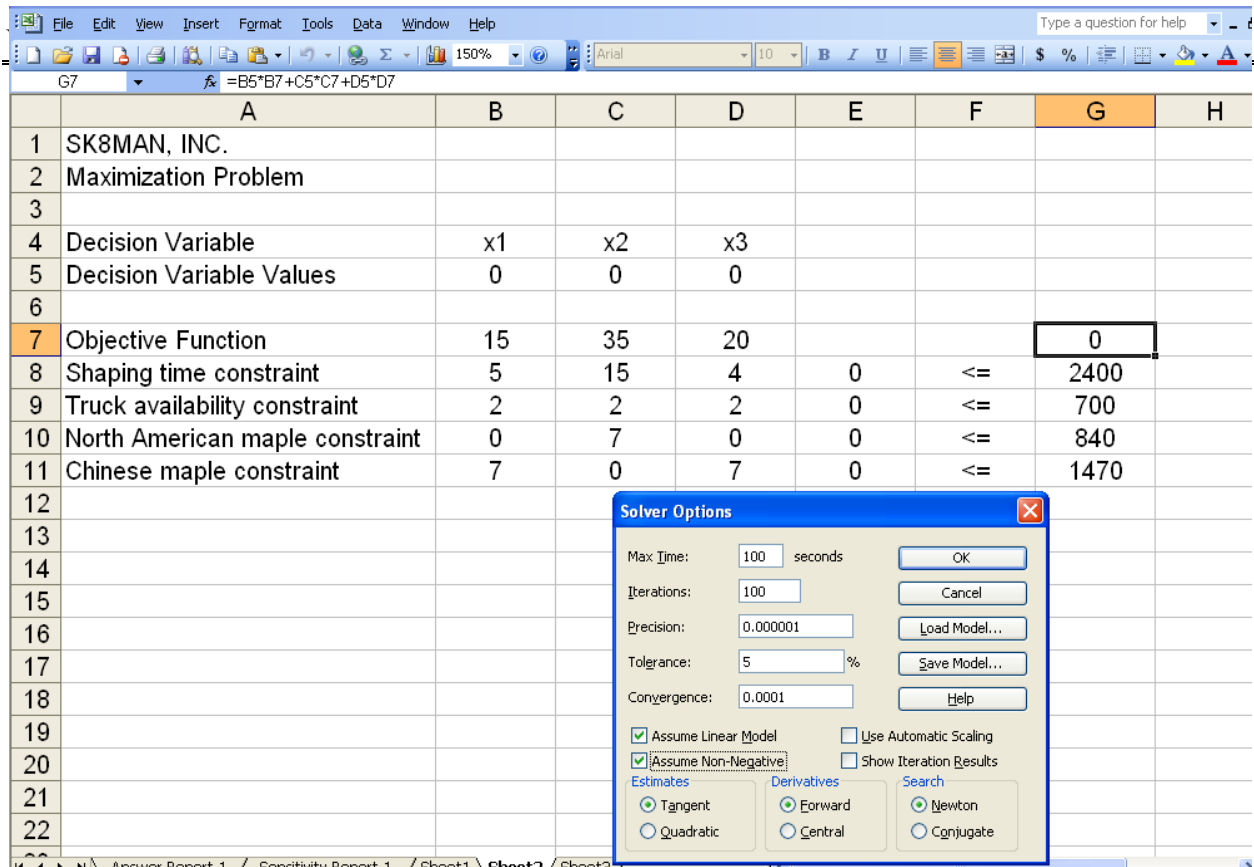 File Edit View Insert Format Tools Data Window Help Type a question for help
150% Arial 10 B I U $ %
G7 fx =B5*B7+C5*C7+D5*D7
A B C D E F G H
1 SK8MAN, INC.
2 Maximization Problem
3
4 Decision Variable x1 x2 x3
5 Decision Variable Values 0 0 0
6
7 Objective Function 15 35 20 0
8 Shaping time constraint 5 15 4 0 <= 2400
9 Truck availability constraint 2 2 2 0 <= 700
10 North American maple constraint 0 7 0 0 <= 840
11 Chinese maple constraint 7 0 7 0 <= 1470
12
13
14
15
16
17
18
19
20
21
22
Solver Options
Max Time: 100 seconds OK
Iterations: 100 Cancel
Precision: 0.000001 Load Model...
Tolerance: 5 % Save Model...
Convergence: 0.0001 Help
Assume Linear Model Use Automatic Scaling
Assume Non-Negative Show Iteration Results
Estimates Derivatives Search
Tangent Forward Newton
Quadratic Central Conjugate
Answer Report 1 / Sensitivity Report 1 / Sheet1 \ Sheet2 / Sheet3